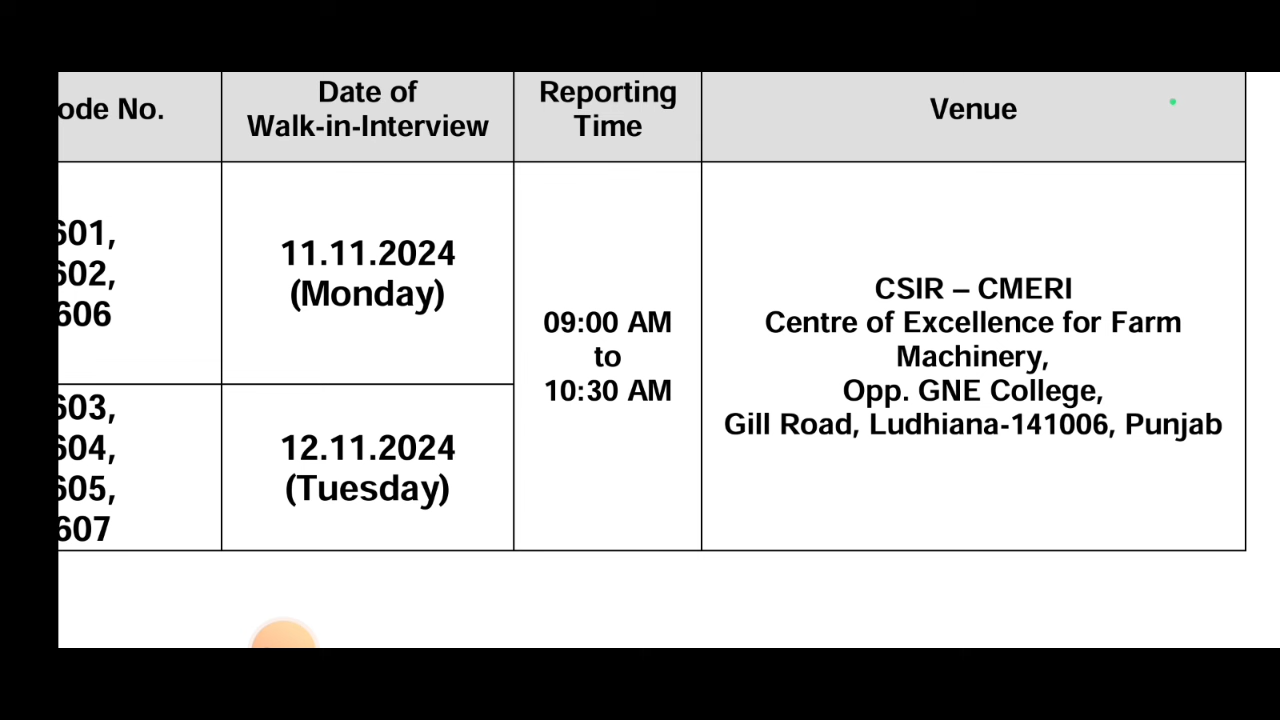 ode No.
Date of
Walk-in-Interview
Reporting
Time
Venue
601,
602,
606
11.11.2024
(Monday)
09:00 AM
to
10:30 AM
CSIR – CMERI
Centre of Excellence for Farm
Machinery,
Opp. GNE College,
Gill Road, Ludhiana-141006, Punjab
603,
604,
605,
607
12.11.2024
(Tuesday)